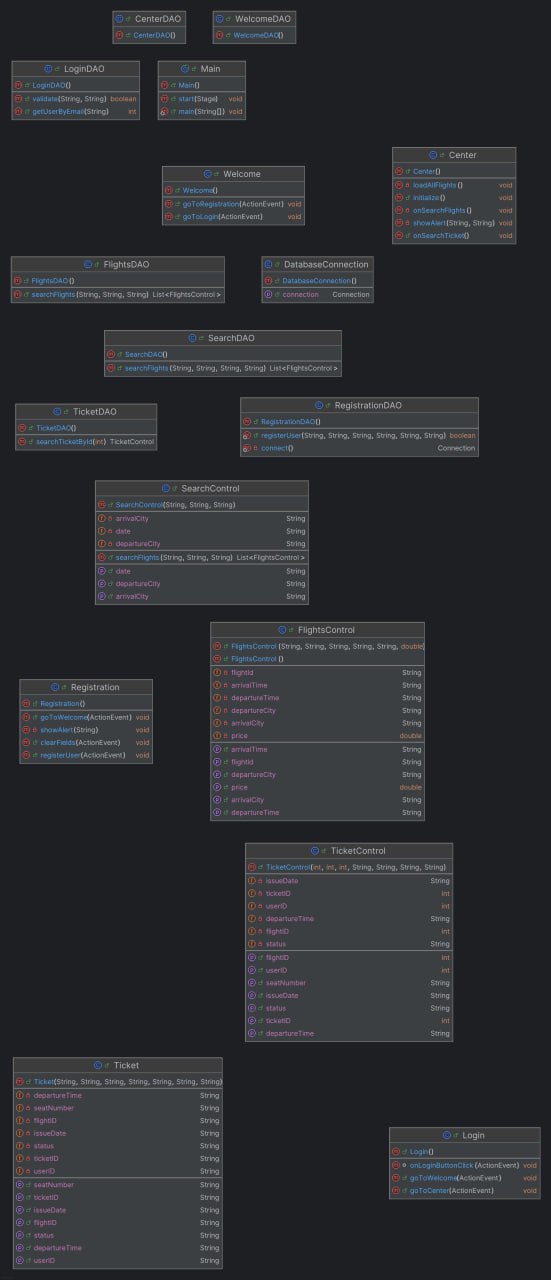 CenterDAO
CenterDAO()
WelcomeDAO
WelcomeDAO()
LoginDAO
LoginDAO()
validate(String, String) boolean
getUserByEmail(String) int
Main
Main()
start(Stage) void
main(String[]) void
Welcome
Welcome()
goToRegistration(ActionEvent) void
goToLogin(ActionEvent) void
Center
Center()
loadAllFlights() void
initialize() void
onSearchFlights() void
showAlert(String, String) void
onSearchTicket() void
FlightsDAO
FlightsDAO()
searchFlights(String, String, String) List<FlightsControl>
DatabaseConnection
DatabaseConnection()
connection Connection
SearchDAO
SearchDAO()
searchFlights(String, String, String, String) List<FlightsControl>
TicketDAO
TicketDAO()
searchTicketById(int) TicketControl
RegistrationDAO
RegistrationDAO()
registerUser(String, String, String, String, String, String) boolean
connect() Connection
SearchControl
SearchControl(String, String, String)
arrivalCity String
date String
departureCity String
searchFlights(String, String, String) List<FlightsControl>
date String
departureCity String
arrivalCity String
FlightsControl
FlightsControl(String, String, String, String, String, double)
FlightsControl()
flightId String
arrivalTime String
departureTime String
departureCity String
arrivalCity String
price double
arrivalTime String
flightId String
departureCity String
price double
arrivalCity String
departureTime String
Registration
Registration()
goToWelcome(ActionEvent) void
showAlert(String) void
clearFields(ActionEvent) void
registerUser(ActionEvent) void
TicketControl
TicketControl(int, int, int, String, String, String, String)
issueDate String
ticketID int
userID int
departureTime String
flightID int
status String
flightID int
userID int
seatNumber String
issueDate String
status String
ticketID int
departureTime String
Ticket
Ticket(String, String, String, String, String, String, String)
departureTime String
seatNumber String
flightID String
issueDate String
status String
ticketID String
userID String
seatNumber String
ticketID String
issueDate String
flightID String
status String
departureTime String
userID String
Login
Login()
onLoginButtonClick(ActionEvent) void
goToWelcome(ActionEvent) void
goToCenter(ActionEvent) void